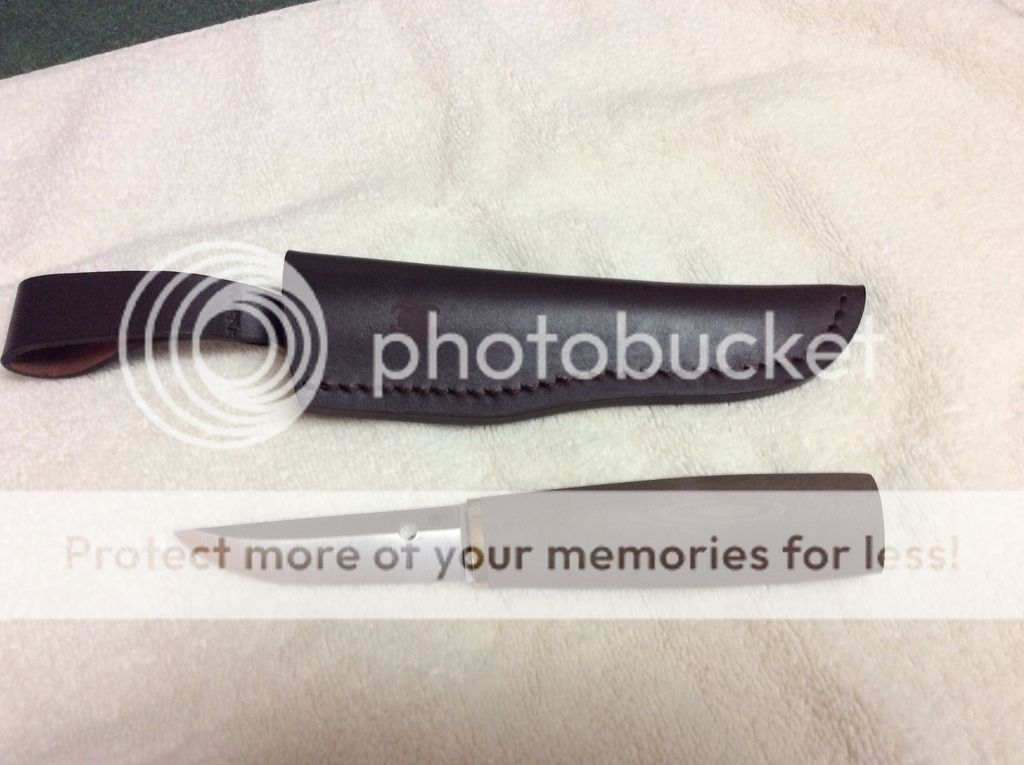 photobucket
Protect more of your memories for less!